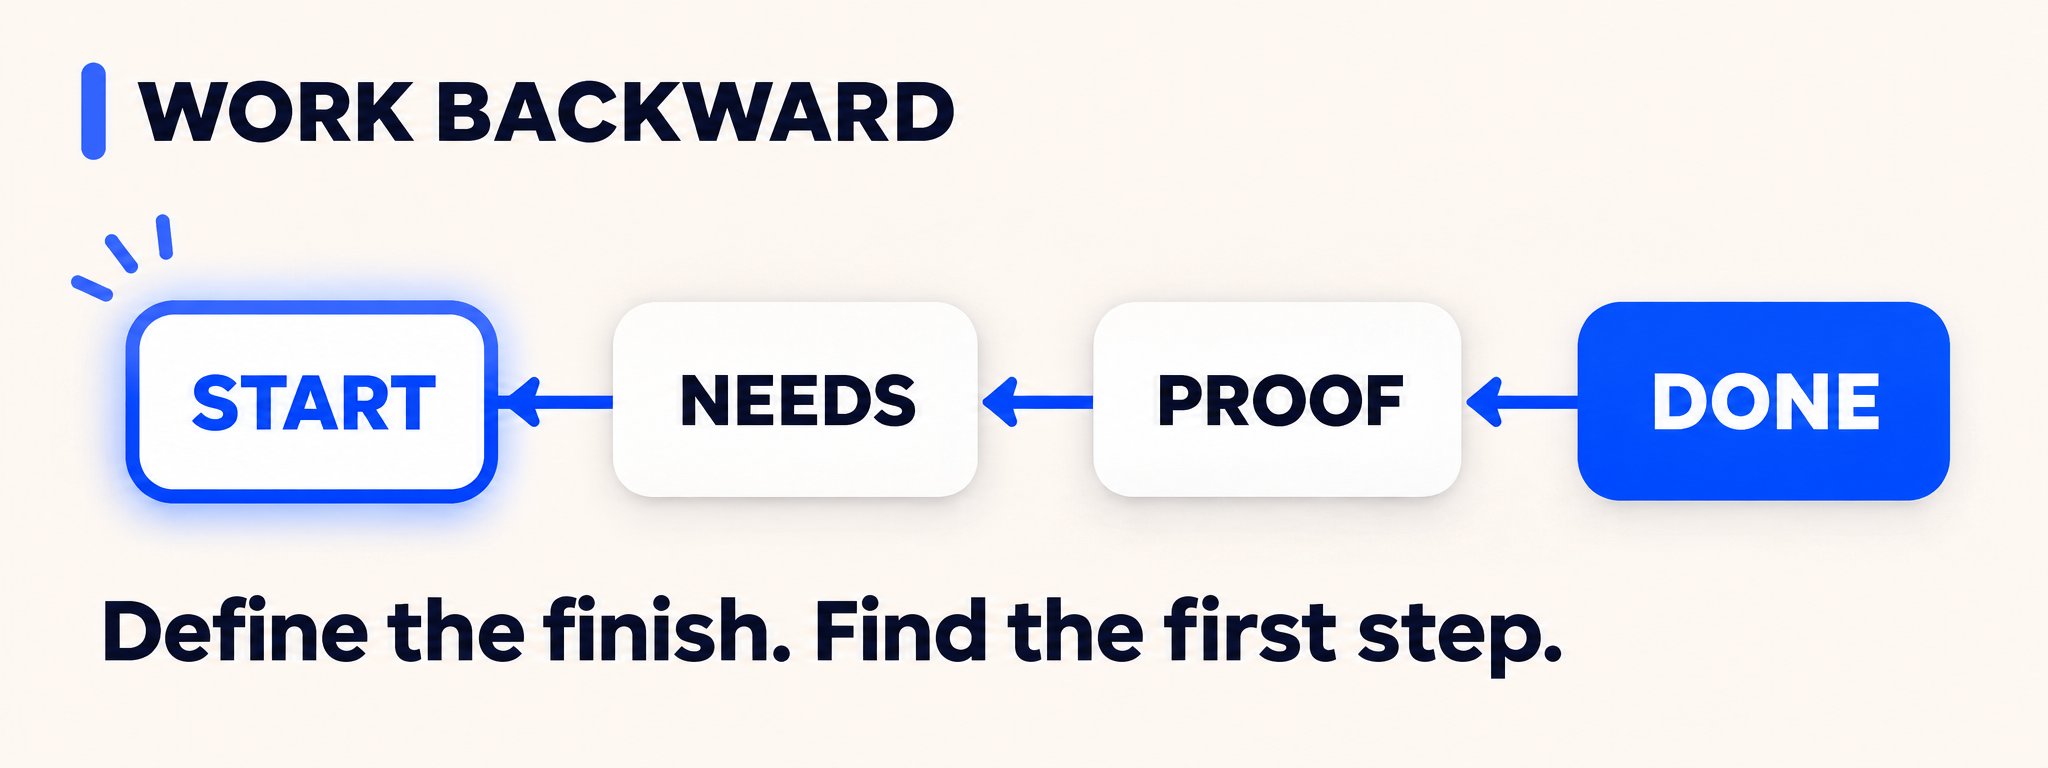 WORK BACKWARD
START NEEDS PROOF DONE
Define the finish. Find the first step.